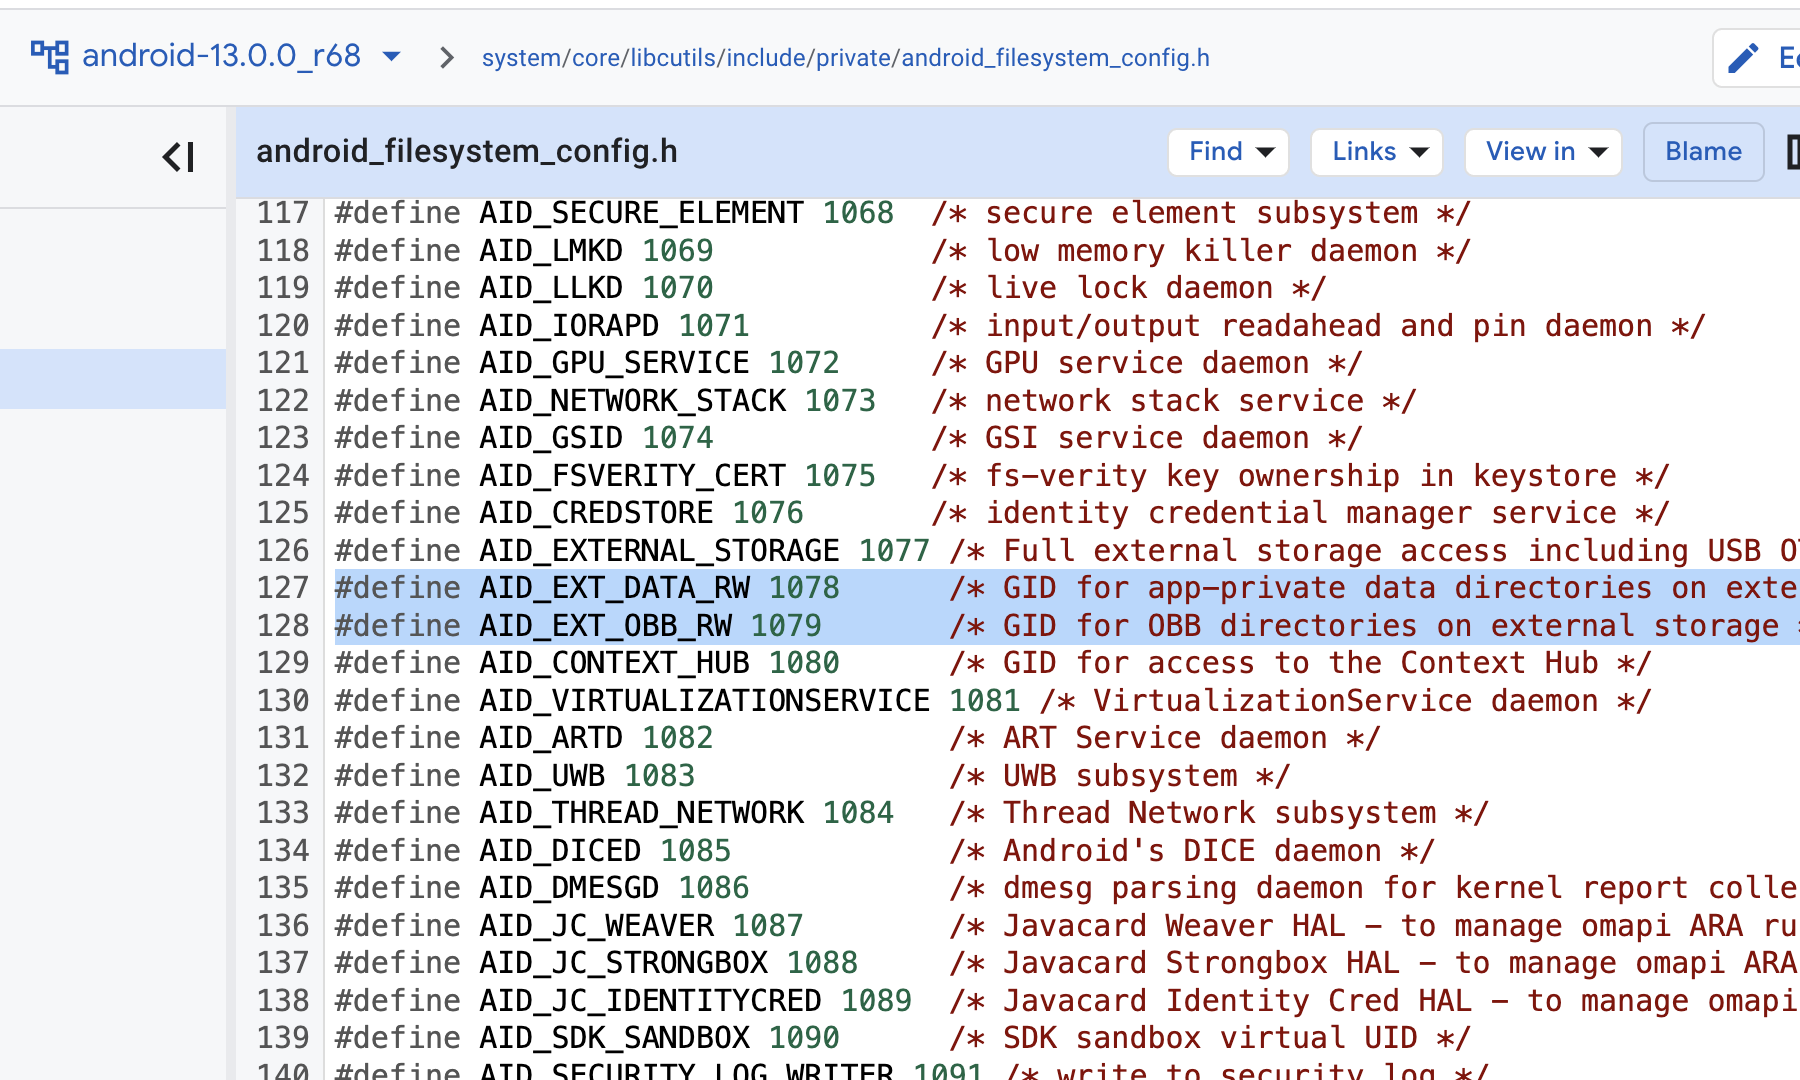 android-13.0.0_r68 system/core/libcutils/include/private/android_filesystem_config.h
android_filesystem_config.h Find Links View in Blame
117 #define AID_SECURE_ELEMENT 1068 /* secure element subsystem */
118 #define AID_LMKD 1069 /* low memory killer daemon */
119 #define AID_LLKD 1070 /* live lock daemon */
120 #define AID_IORAPD 1071 /* input/output readahead and pin daemon */
121 #define AID_GPU_SERVICE 1072 /* GPU service daemon */
122 #define AID_NETWORK_STACK 1073 /* network stack service */
123 #define AID_GSID 1074 /* GSI service daemon */
124 #define AID_FSVERITY_CERT 1075 /* fs-verity key ownership in keystore */
125 #define AID_CREDSTORE 1076 /* identity credential manager service */
126 #define AID_EXTERNAL_STORAGE 1077 /* Full external storage access including USB
127 #define AID_EXT_DATA_RW 1078 /* GID for app-private data directories on exte
128 #define AID_EXT_OBB_RW 1079 /* GID for OBB directories on external storage
129 #define AID_CONTEXT_HUB 1080 /* GID for access to the Context Hub */
130 #define AID_VIRTUALIZATIONSERVICE 1081 /* VirtualizationService daemon */
131 #define AID_ARTD 1082 /* ART Service daemon */
132 #define AID_UWB 1083 /* UWB subsystem */
133 #define AID_THREAD_NETWORK 1084 /* Thread Network subsystem */
134 #define AID_DICED 1085 /* Android's DICE daemon */
135 #define AID_DMESGD 1086 /* dmesg parsing daemon for kernel report colle
136 #define AID_JC_WEAVER 1087 /* Javacard Weaver HAL - to manage omapi ARA ru
137 #define AID_JC_STRONGBOX 1088 /* Javacard Strongbox HAL - to manage omapi ARA
138 #define AID_JC_IDENTITYCRED 1089 /* Javacard Identity Cred HAL - to manage omapi
139 #define AID_SDK_SANDBOX 1090 /* SDK sandbox virtual UID */
140 #define AID_SECURITY_LOG_WRITER 1091 /* write to security log */